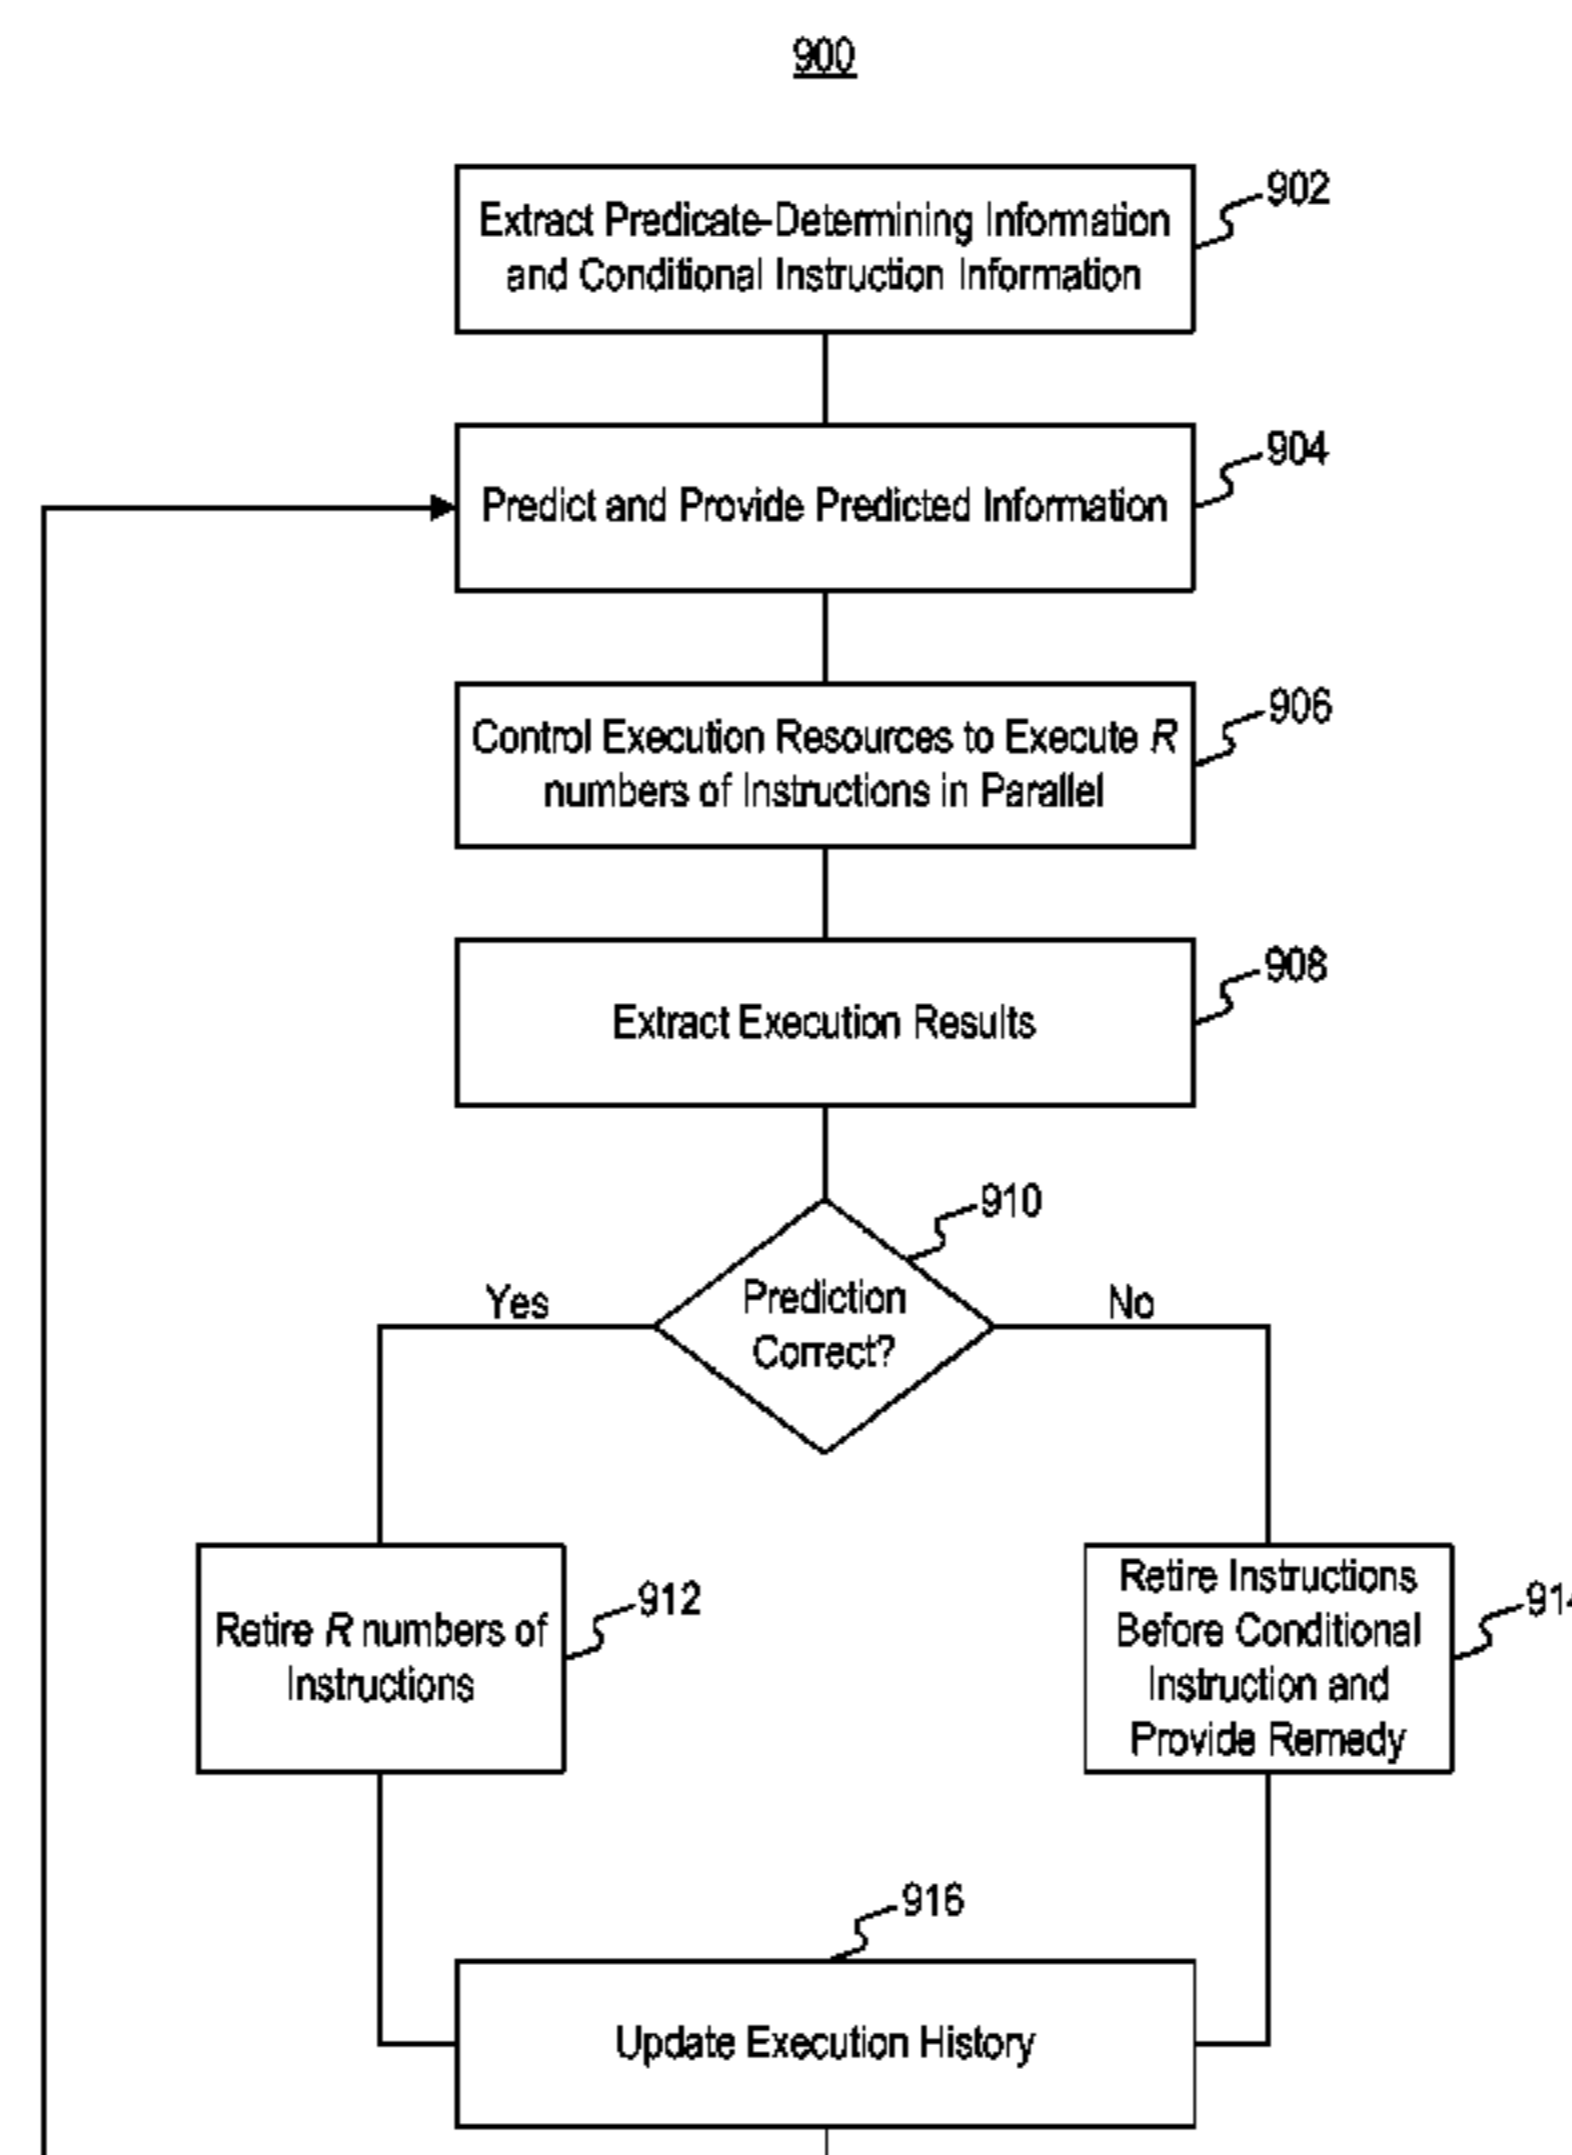 900
902
Extract Predicate-Determining Information
and Conditional Instruction Information
904
Predict and Provide Predicted Information
906
Control Execution Resources to Execute R
numbers of Instructions in Parallel
908
Extract Execution Results
910
Prediction
Correct?
Yes
No
912
Retire R numbers of
Instructions
Retire Instructions
Before Conditional
Instruction and
Provide Remedy
916
Update Execution History